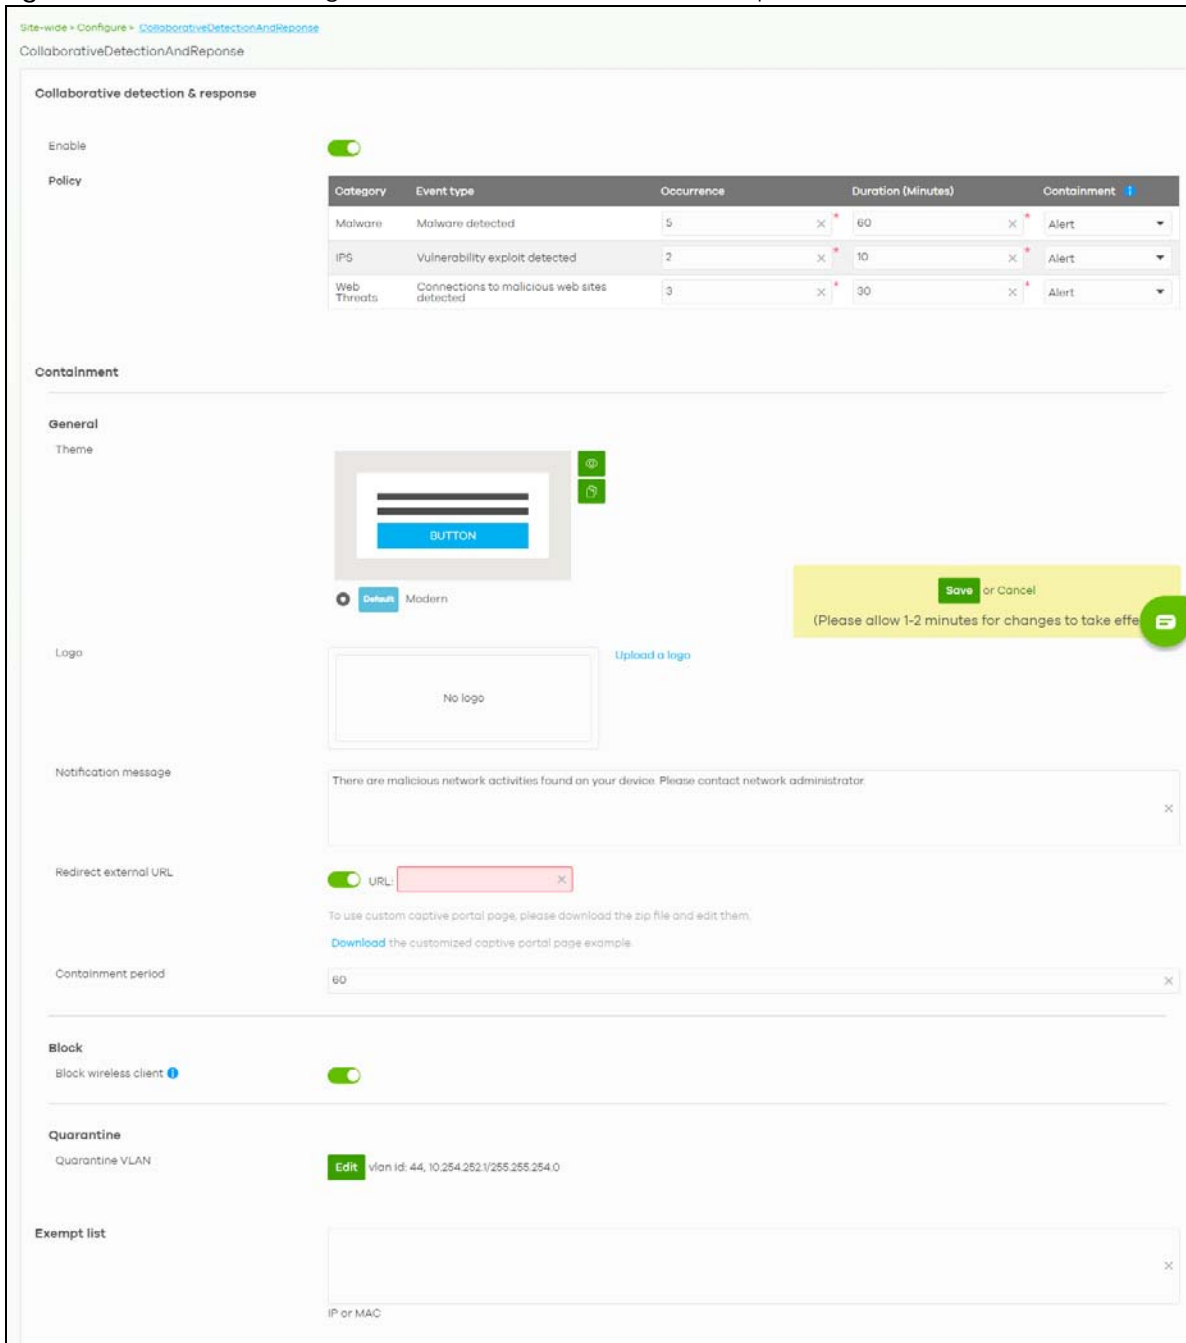 Site-wide > Configure > CollaborativeDetectionAndReponse
CollaborativeDetectionAndReponse
Collaborative detection & response
Enable
Policy
Category Event type Occurrence Duration (Minutes) Containment i
Malware Malware detected 5 * 60 * Alert
IPS Vulnerability exploit detected 2 * 10 * Alert
Web Threats Connections to malicious web sites detected 3 * 30 * Alert
Containment
General
Theme
BUTTON
Default Modern
Save or Cancel
(Please allow 1-2 minutes for changes to take effe
Logo
No logo
Upload a logo
Notification message
There are malicious network activities found on your device. Please contact network administrator.
Redirect external URL
URL:
To use custom captive portal page, please download the zip file and edit them.
Download the customized captive portal page example.
Containment period
60
Block
Block wireless client i
Quarantine
Quarantine VLAN
Edit vlan id: 44, 10.254.252.1/255.255.254.0
Exempt list
IP or MAC